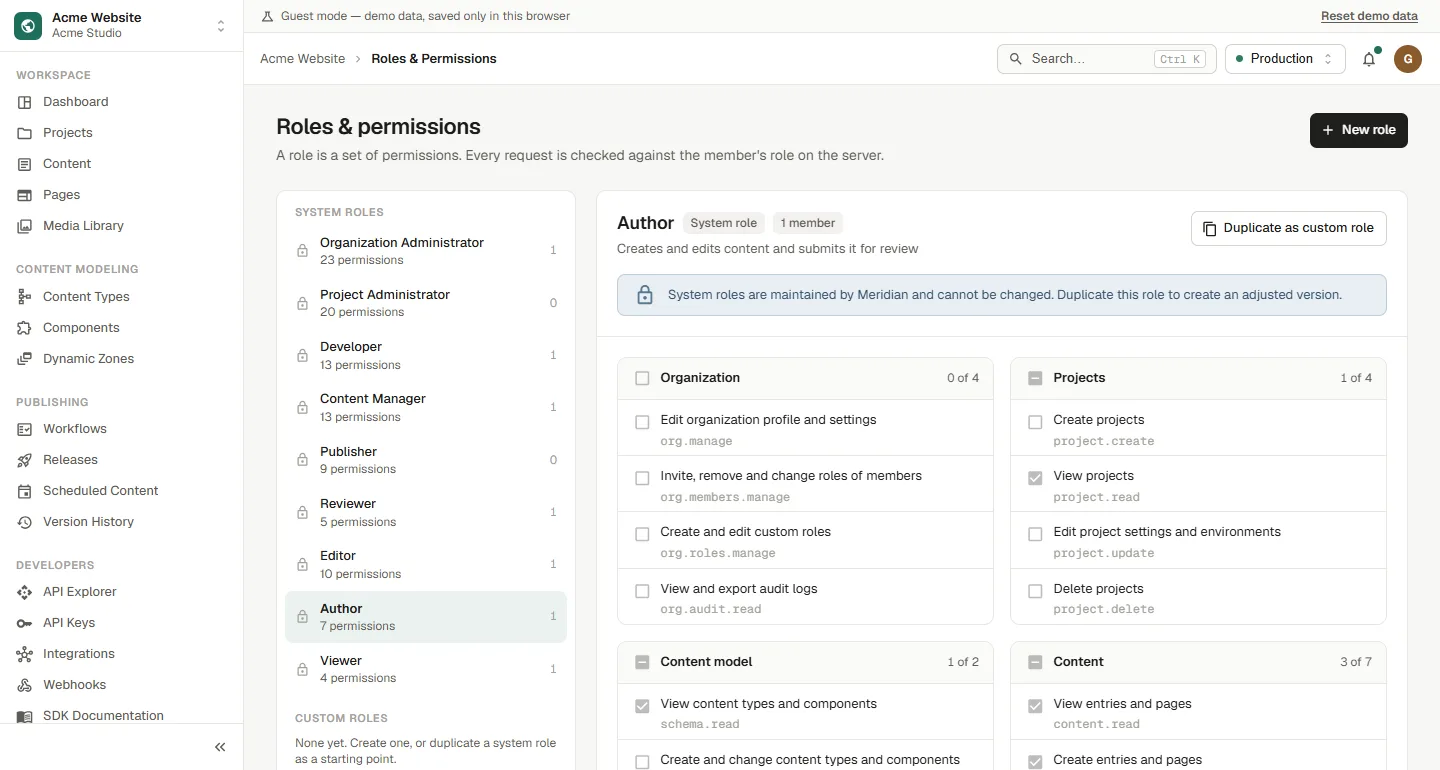 Acme Website
Acme Studio
WORKSPACE
Dashboard
Projects
Content
Pages
Media Library
CONTENT MODELING
Content Types
Components
Dynamic Zones
PUBLISHING
Workflows
Releases
Scheduled Content
Version History
DEVELOPERS
API Explorer
API Keys
Integrations
Webhooks
SDK Documentation
Guest mode — demo data, saved only in this browser
Reset demo data
Acme Website › Roles & Permissions
Search... Ctrl K
Production
G
Roles & permissions
A role is a set of permissions. Every request is checked against the member's role on the server.
New role
SYSTEM ROLES
Organization Administrator 1
23 permissions
Project Administrator 0
20 permissions
Developer 1
13 permissions
Content Manager 1
13 permissions
Publisher 0
9 permissions
Reviewer 1
5 permissions
Editor 1
10 permissions
Author 1
7 permissions
Viewer 1
4 permissions
CUSTOM ROLES
None yet. Create one, or duplicate a system role
as a starting point.
Author System role 1 member
Creates and edits content and submits it for review
Duplicate as custom role
System roles are maintained by Meridian and cannot be changed. Duplicate this role to create an adjusted version.
Organization 0 of 4
Edit organization profile and settings
org.manage
Invite, remove and change roles of members
org.members.manage
Create and edit custom roles
org.roles.manage
View and export audit logs
org.audit.read
Projects 1 of 4
Create projects
project.create
View projects
project.read
Edit project settings and environments
project.update
Delete projects
project.delete
Content model 1 of 2
View content types and components
schema.read
Create and change content types and components
Content 3 of 7
View entries and pages
content.read
Create entries and pages